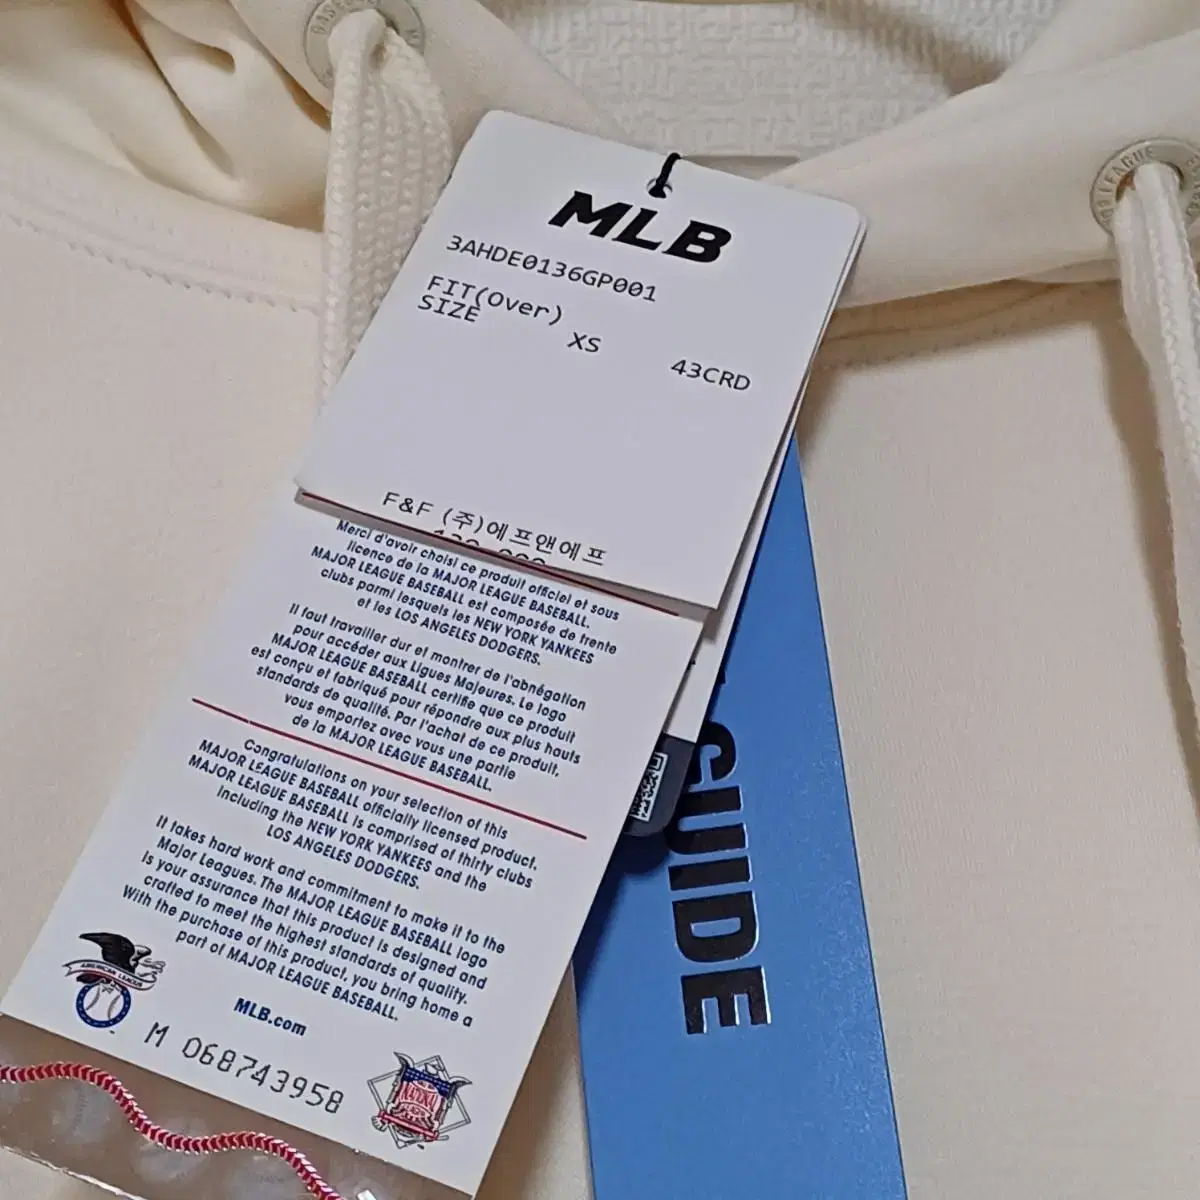 MLB
3AHDE0136GP001
FIT(Over)
SIZE
XS
43CRD
F&F (주)에프앤에프
Merci d'avoir choisi ce produit officiel et sous
licence de la MAJOR LEAGUE BASEBALL.
MAJOR LEAGUE BASEBALL est composée de trente
clubs parmi lesquels les NEW YORK YANKEES
et les LOS ANGELES DODGERS.
Il faut travailler dur et montrer de l'abnégation
pour accéder aux Ligues Majeures. Le logo
MAJOR LEAGUE BASEBALL certifie que ce produit
est conçu et fabriqué pour répondre aux plus hauts
standards de qualité. Par l'achat de ce produit,
vous emportez avec vous une partie
de la MAJOR LEAGUE BASEBALL.
Congratulations on your selection of this
MAJOR LEAGUE BASEBALL officially licensed product.
MAJOR LEAGUE BASEBALL is comprised of thirty clubs
including the NEW YORK YANKEES and the
LOS ANGELES DODGERS.
It takes hard work and commitment to make it to the
Major Leagues. The MAJOR LEAGUE BASEBALL logo
is your assurance that this product is designed and
crafted to meet the highest standards of quality.
With the purchase of this product, you bring home a
part of MAJOR LEAGUE BASEBALL.
AMERICAN LEAGUE
MLB.com
M 068743958
NATIONAL
LEAGUE
GUIDE
LEAGUE